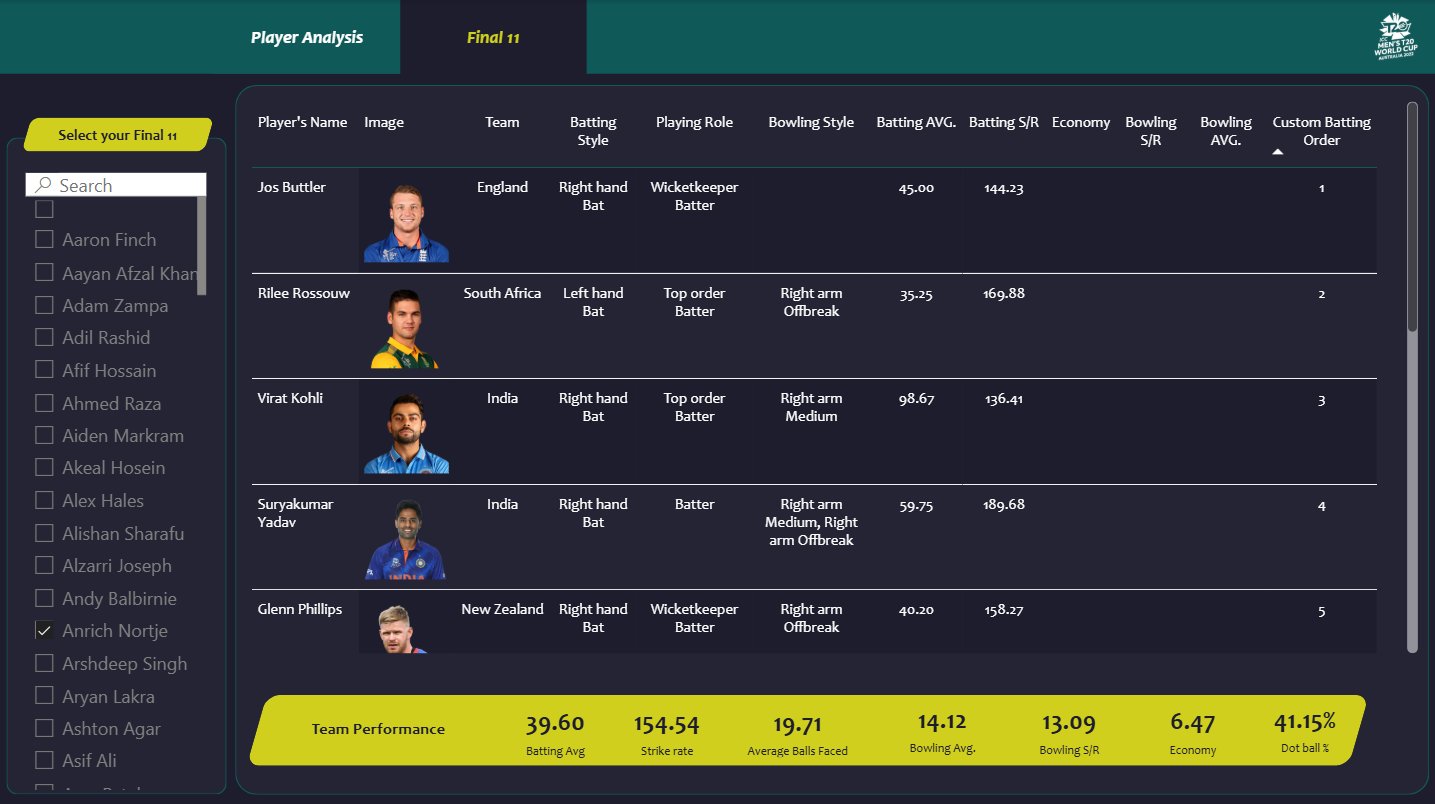 Player Analysis
Final 11
ICC
MEN'S T20
WORLD CUP
AUSTRALIA 2022
Select your Final 11
Search
Aaron Finch
Aayan Afzal Khan
Adam Zampa
Adil Rashid
Afif Hossain
Ahmed Raza
Aiden Markram
Akeal Hosein
Alex Hales
Alishan Sharafu
Alzarri Joseph
Andy Balbirnie
Anrich Nortje
Arshdeep Singh
Aryan Lakra
Ashton Agar
Asif Ali
Player's Name Image Team Batting Style Playing Role Bowling Style Batting AVG. Batting S/R Economy Bowling S/R Bowling AVG. Custom Batting Order
Jos Buttler England Right hand Bat Wicketkeeper Batter 45.00 144.23 1
Rilee Rossouw South Africa Left hand Bat Top order Batter Right arm Offbreak 35.25 169.88 2
Virat Kohli India Right hand Bat Top order Batter Right arm Medium 98.67 136.41 3
Suryakumar Yadav India Right hand Bat Batter Right arm Medium, Right arm Offbreak 59.75 189.68 4
INDIA
Glenn Phillips New Zealand Right hand Bat Wicketkeeper Batter Right arm Offbreak 40.20 158.27 5
Team Performance
39.60 154.54 19.71 14.12 13.09 6.47 41.15%
Batting Avg Strike rate Average Balls Faced Bowling Avg. Bowling S/R Economy Dot ball %